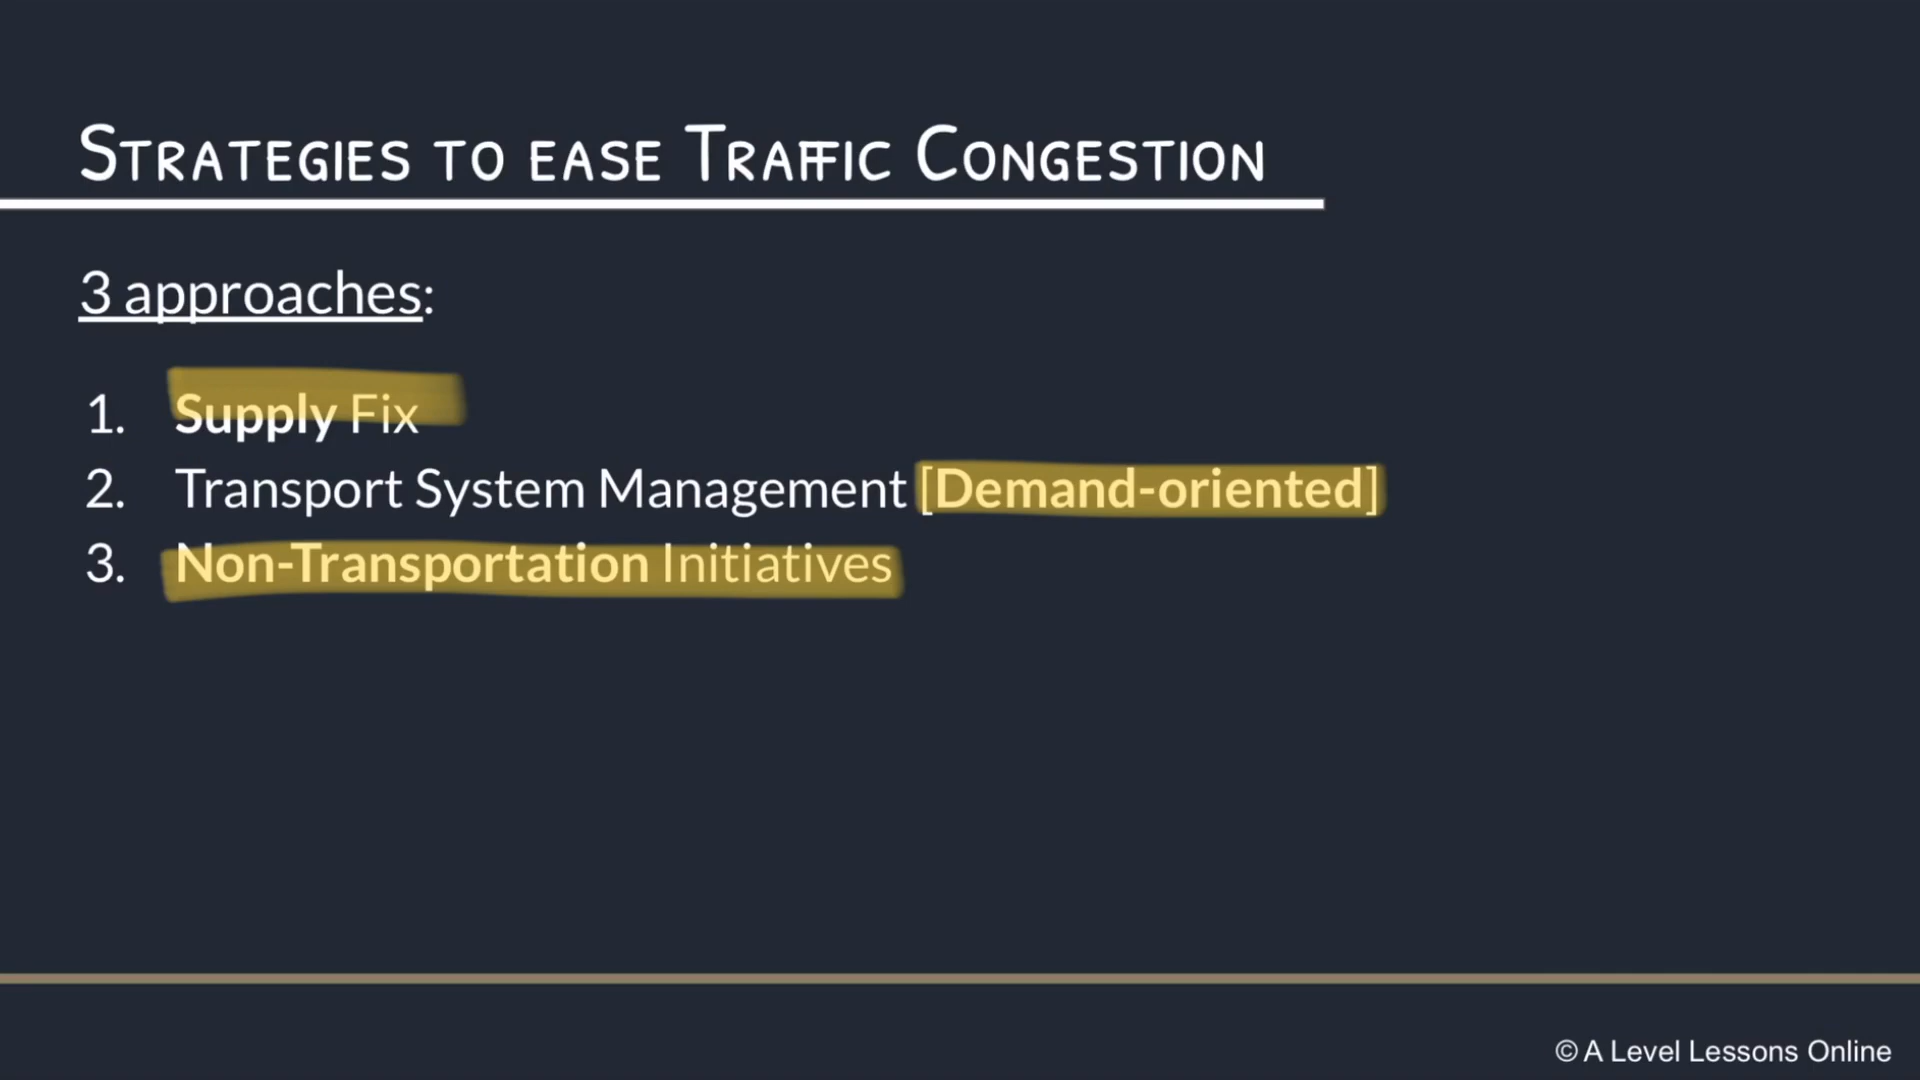 Strategies to ease Traffic Congestion
3 approaches:
1. Supply Fix
2. Transport System Management [Demand-oriented]
3. Non-Transportation Initiatives
© A Level Lessons Online